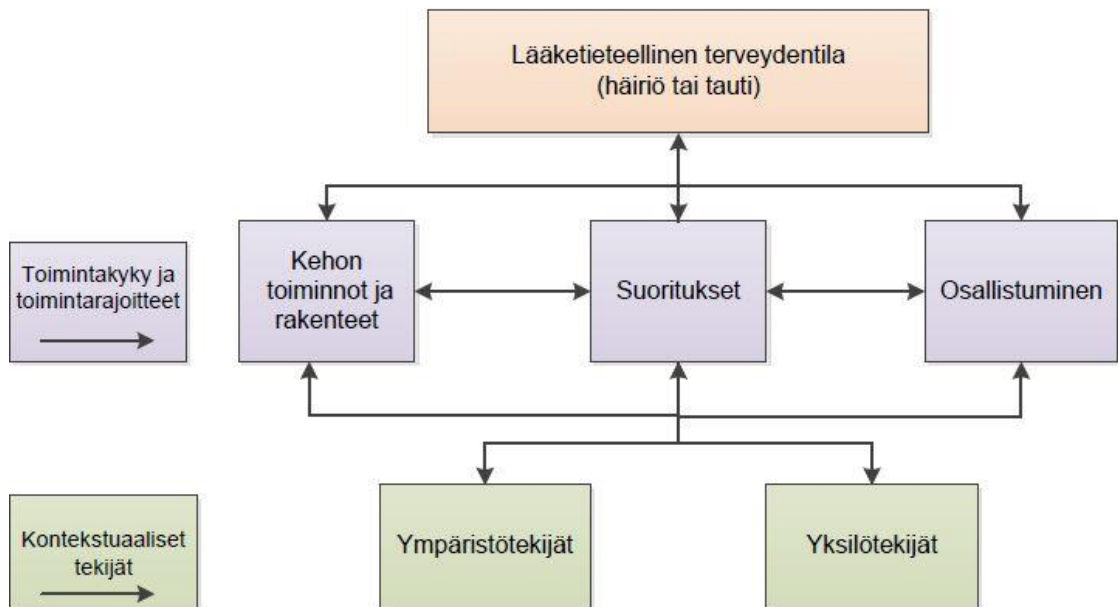 Lääketieteellinen terveydentila
(häiriö tai tauti)
Toimintakyky ja
toimintarajoitteet
Kehon
toiminnot ja
rakenteet
Suoritukset
Osallistuminen
Kontekstuaaliset
tekijät
Ympäristötekijät
Yksilötekijät